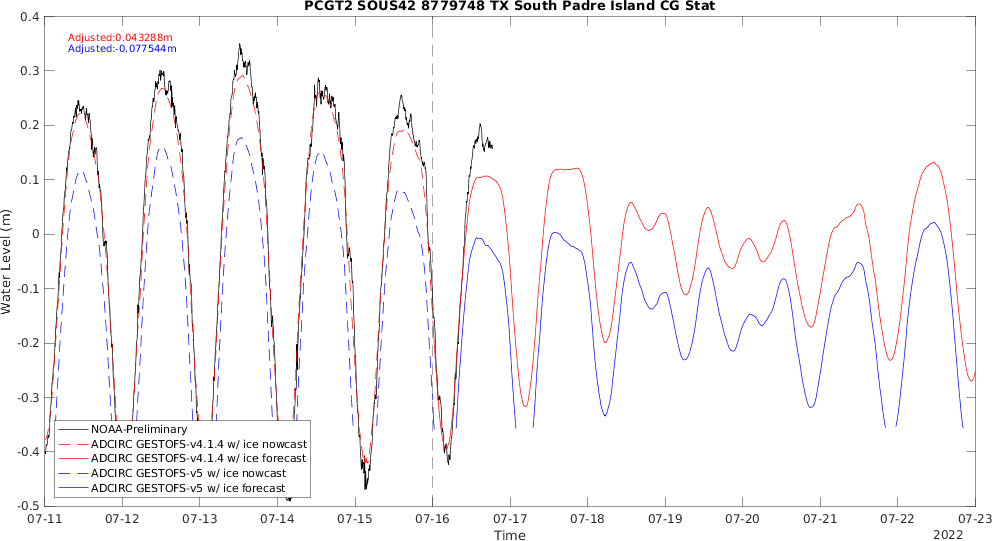 PCGT2 SOUS42 8779748 TX South Padre Island CG Stat
Adjusted:0.043288m
Adjusted:-0.077544m
0.4
0.3
0.2
0.1
0
-0.1
-0.2
-0.3
-0.4
-0.5
Water Level (m)
NOAA-Preliminary
ADCIRC GESTOFS-v4.1.4 w/ ice nowcast
ADCIRC GESTOFS-v4.1.4 w/ ice forecast
ADCIRC GESTOFS-v5 w/ ice nowcast
ADCIRC GESTOFS-v5 w/ ice forecast
07-11 07-12 07-13 07-14 07-15 07-16 07-17 07-18 07-19 07-20 07-21 07-22 07-23
Time
2022